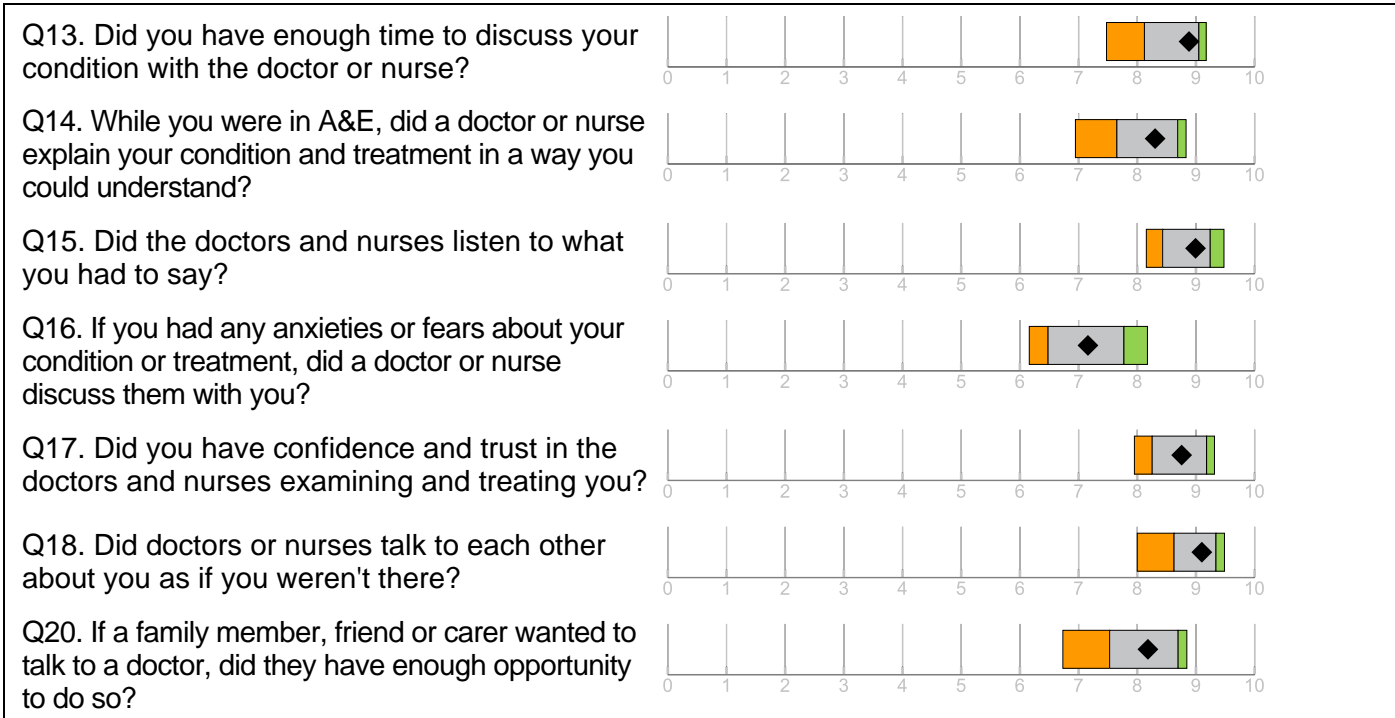 Q13. Did you have enough time to discuss your
condition with the doctor or nurse?
0 1 2 3 4 5 6 7 8 9 10
Q14. While you were in A&E, did a doctor or nurse
explain your condition and treatment in a way you
could understand?
0 1 2 3 4 5 6 7 8 9 10
Q15. Did the doctors and nurses listen to what
you had to say?
0 1 2 3 4 5 6 7 8 9 10
Q16. If you had any anxieties or fears about your
condition or treatment, did a doctor or nurse
discuss them with you?
0 1 2 3 4 5 6 7 8 9 10
Q17. Did you have confidence and trust in the
doctors and nurses examining and treating you?
0 1 2 3 4 5 6 7 8 9 10
Q18. Did doctors or nurses talk to each other
about you as if you weren't there?
0 1 2 3 4 5 6 7 8 9 10
Q20. If a family member, friend or carer wanted to
talk to a doctor, did they have enough opportunity
to do so?
0 1 2 3 4 5 6 7 8 9 10